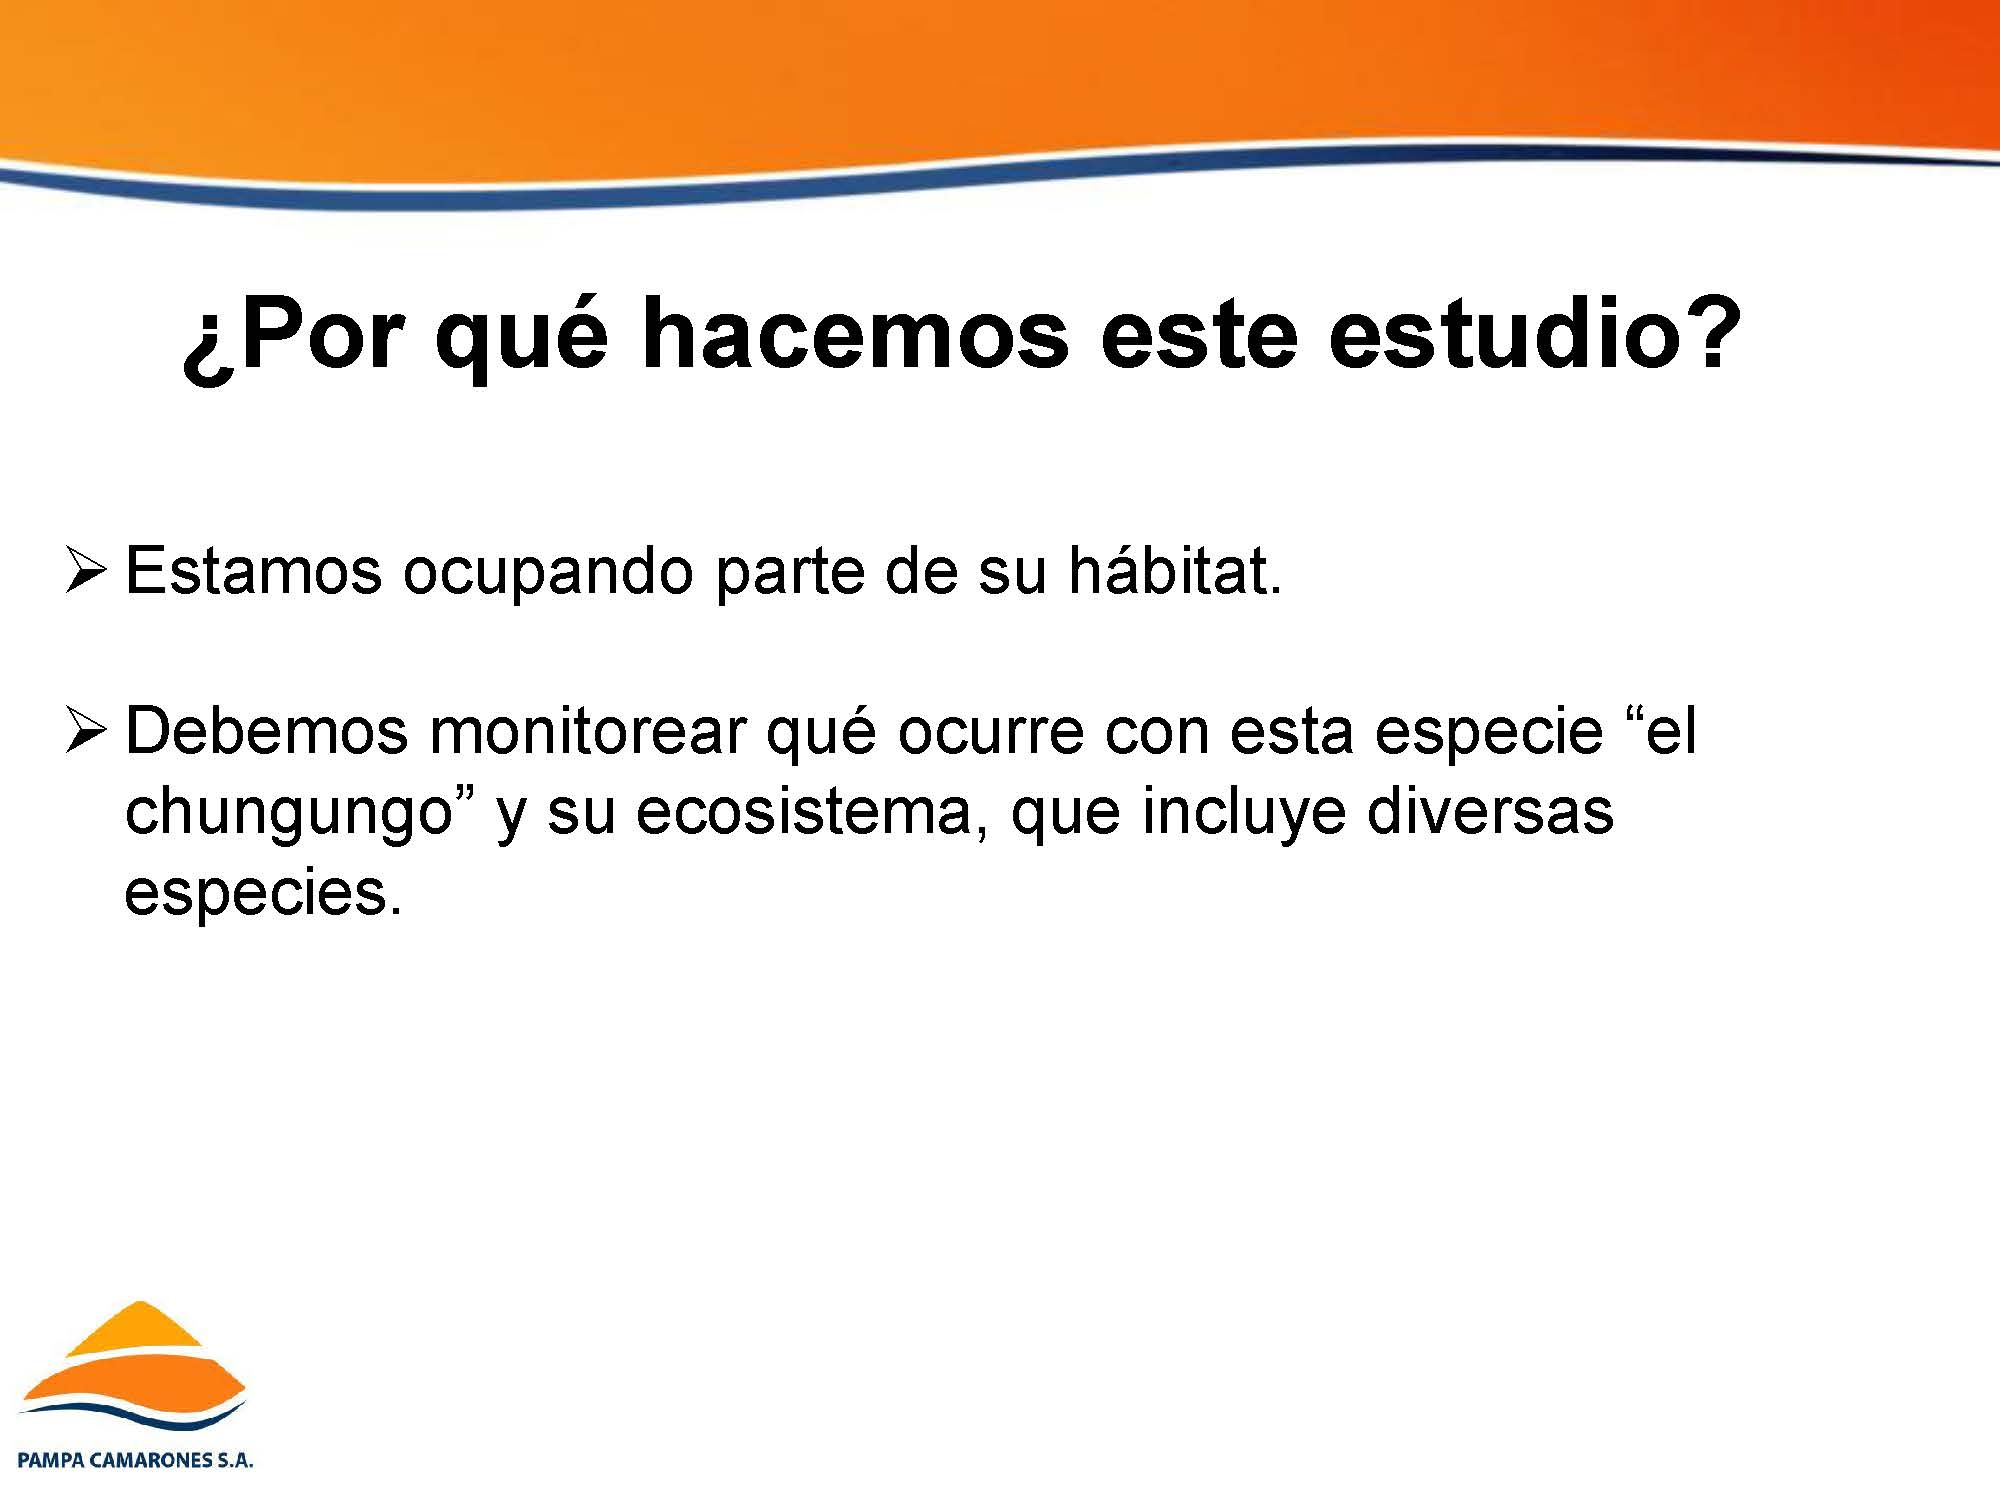 ¿Por qué hacemos este estudio?
➢ Estamos ocupando parte de su hábitat.
➢ Debemos monitorear qué ocurre con esta especie “el
chungungo” y su ecosistema, que incluye diversas
especies.
PAMPA CAMARONES S.A.